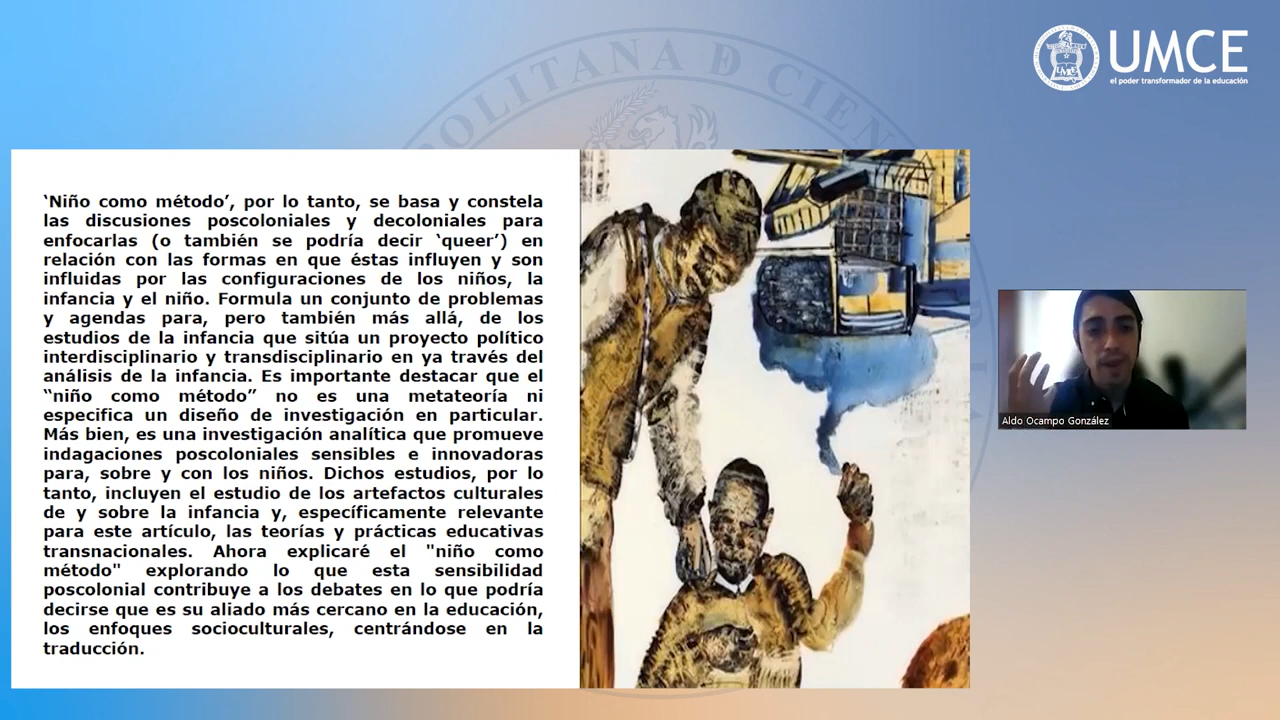 POLITANA Đ CIEN
UMCE
el poder transformador de la educación
‘Niño como método’, por lo tanto, se basa y constela
las discusiones poscoloniales y decoloniales para
enfocarlas (o también se podría decir ‘queer’) en
relación con las formas en que éstas influyen y son
influidas por las configuraciones de los niños, la
infancia y el niño. Formula un conjunto de problemas
y agendas para, pero también más allá, de los
estudios de la infancia que sitúa un proyecto político
interdisciplinario y transdisciplinario en ya través del
análisis de la infancia. Es importante destacar que el
“niño como método” no es una metateoría ni
especifica un diseño de investigación en particular.
Más bien, es una investigación analítica que promueve
indagaciones poscoloniales sensibles e innovadoras
para, sobre y con los niños. Dichos estudios, por lo
tanto, incluyen el estudio de los artefactos culturales
de y sobre la infancia y, específicamente relevante
para este artículo, las teorías y prácticas educativas
transnacionales. Ahora explicaré el "niño como
método" explorando lo que esta sensibilidad
poscolonial contribuye a los debates en lo que podría
decirse que es su aliado más cercano en la educación,
los enfoques socioculturales, centrándose en la
traducción.
Aldo Ocampo González